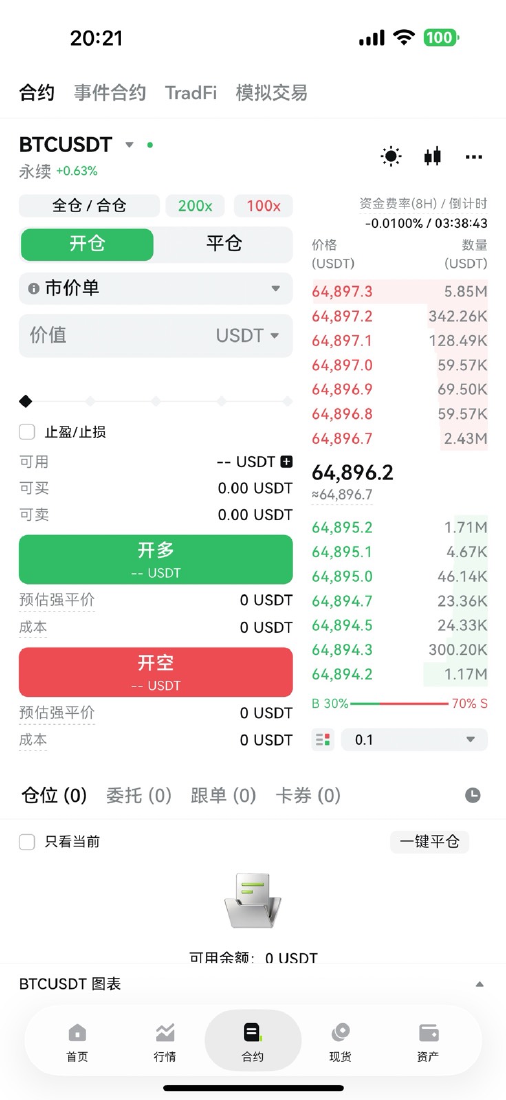 20:21
100
合约 事件合约 TradFi 模拟交易
BTCUSDT
永续 +0.63%
全仓 / 合仓 200x 100x
开仓 平仓
市价单
价值 USDT
止盈/止损
可用 -- USDT
可买 0.00 USDT
可卖 0.00 USDT
开多
-- USDT
预估强平价 0 USDT
成本 0 USDT
开空
-- USDT
预估强平价 0 USDT
成本 0 USDT
资金费率(8H) / 倒计时
-0.0100% / 03:38:43
价格 数量
(USDT) (USDT)
64,897.3 5.85M
64,897.2 342.26K
64,897.1 128.49K
64,897.0 59.57K
64,896.9 69.50K
64,896.8 59.57K
64,896.7 2.43M
64,896.2
≈64,896.7
64,895.2 1.71M
64,895.1 4.67K
64,895.0 46.14K
64,894.7 23.36K
64,894.5 24.33K
64,894.3 300.20K
64,894.2 1.17M
B 30% 70% S
0.1
仓位 (0) 委托 (0) 跟单 (0) 卡券 (0)
只看当前 一键平仓
可用余额：0 USDT
BTCUSDT 图表
首页 行情 合约 现货 资产